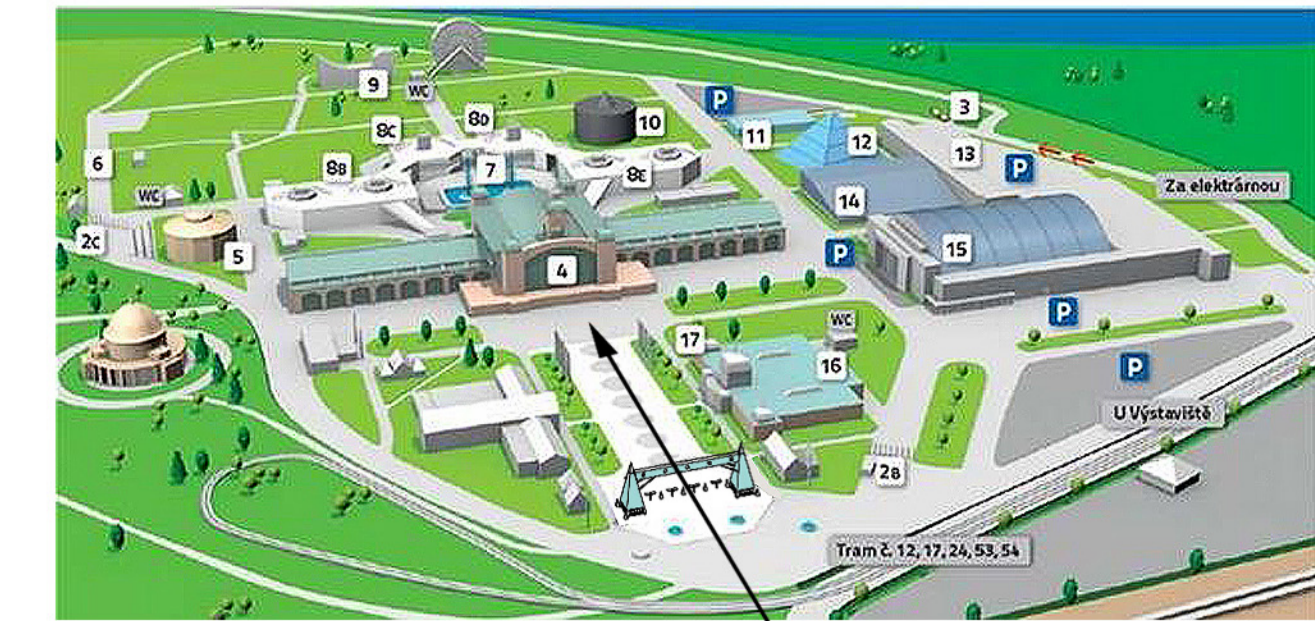 9
WC
P
3
8C
8D
10
11
12
13
P
6
8B
7
8E
Za elektrárnou
WC
14
2C
5
15
4
P
P
17
WC
16
P
U Výstaviště
2B
Tram č. 12, 17, 24, 53, 54